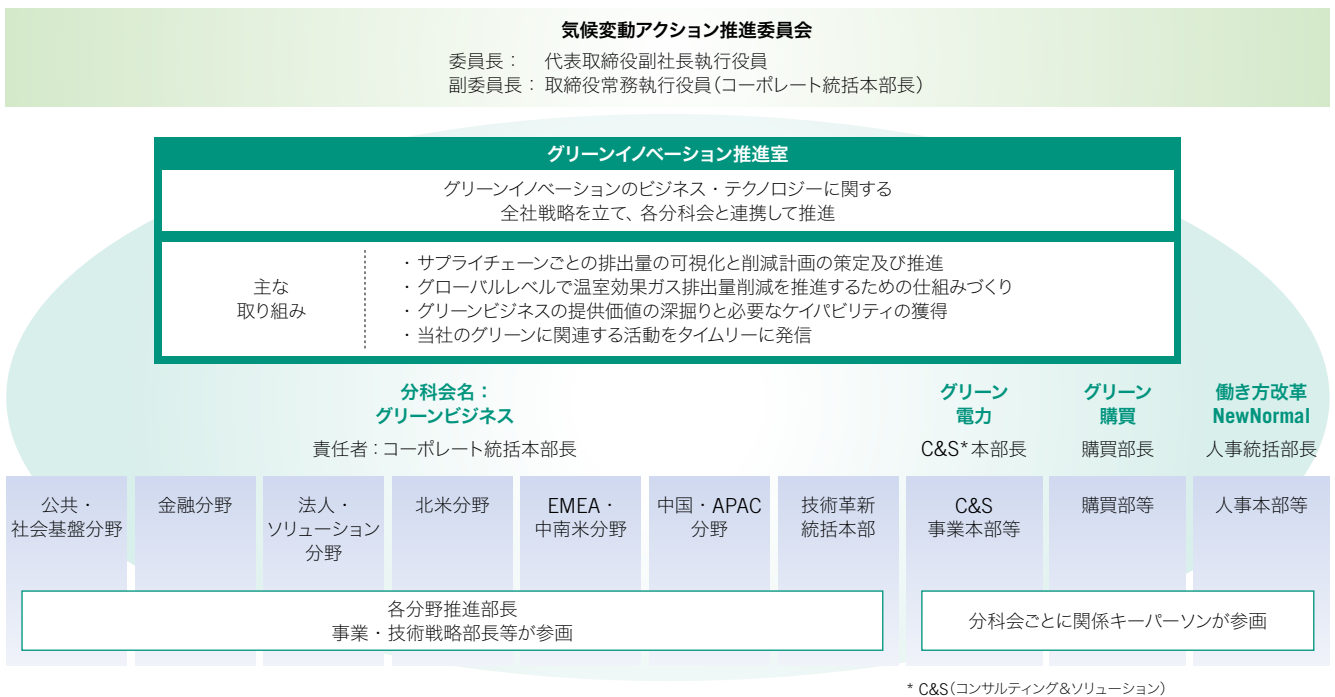 気候変動アクション推進委員会
委員長： 代表取締役副社長執行役員
副委員長：取締役常務執行役員（コーポレート統括本部長）
グリーンイノベーション推進室
グリーンイノベーションのビジネス・テクノロジーに関する
全社戦略を立て、各分科会と連携して推進
主な
取り組み
・サプライチェーンごとの排出量の可視化と削減計画の策定及び推進
・グローバルレベルで温室効果ガス排出量削減を推進するための仕組みづくり
・グリーンビジネスの提供価値の深掘りと必要なケイパビリティの獲得
・当社のグリーンに関連する活動をタイムリーに発信
分科会名：
グリーンビジネス
責任者：コーポレート統括本部長
グリーン
電力
C&S*本部長
グリーン
購買
購買部長
働き方改革
NewNormal
人事統括部長
公共・
社会基盤分野
金融分野
法人・
ソリューション
分野
北米分野
EMEA・
中南米分野
中国・APAC
分野
技術革新
統括本部
C&S
事業本部等
購買部等
人事本部等
各分野推進部長
事業・技術戦略部長等が参画
分科会ごとに関係キーパーソンが参画
* C&S（コンサルティング&ソリューション）